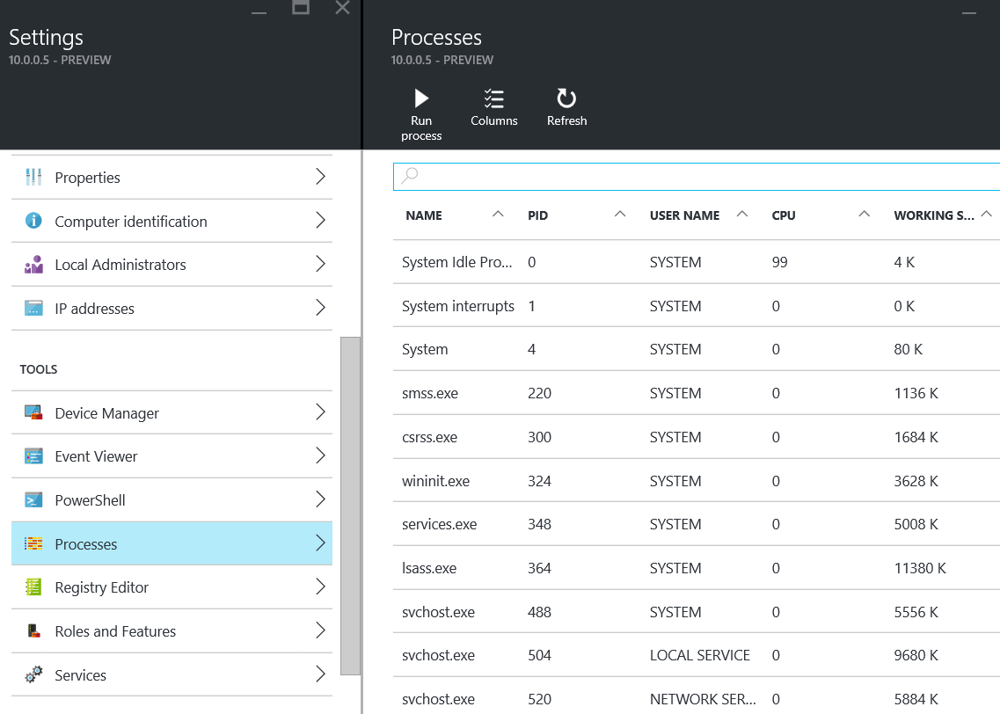 Settings
10.0.0.5 - PREVIEW
Properties
Computer identification
Local Administrators
IP addresses
TOOLS
Device Manager
Event Viewer
PowerShell
Processes
Registry Editor
Roles and Features
Services
Processes
10.0.0.5 - PREVIEW
Run process
Columns
Refresh
NAME PID USER NAME CPU WORKING S...
System Idle Pro... 0 SYSTEM 99 4 K
System interrupts 1 SYSTEM 0 0 K
System 4 SYSTEM 0 80 K
smss.exe 220 SYSTEM 0 1136 K
csrss.exe 300 SYSTEM 0 1684 K
wininit.exe 324 SYSTEM 0 3628 K
services.exe 348 SYSTEM 0 5008 K
lsass.exe 364 SYSTEM 0 11380 K
svchost.exe 488 SYSTEM 0 5556 K
svchost.exe 504 LOCAL SERVICE 0 9680 K
svchost.exe 520 NETWORK SER... 0 5884 K